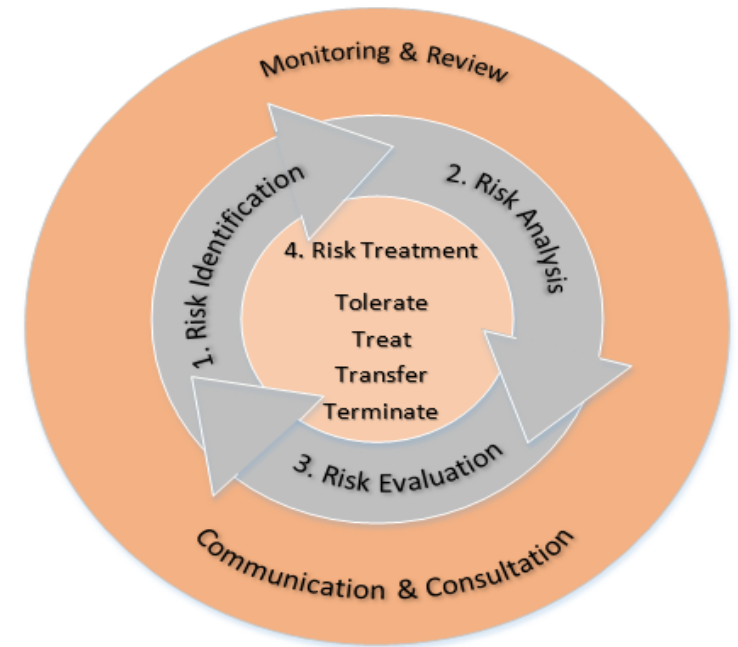 Monitoring & Review
1. Risk Identification
2. Risk Analysis
4. Risk Treatment
Tolerate
Treat
Transfer
Terminate
3. Risk Evaluation
Communication & Consultation